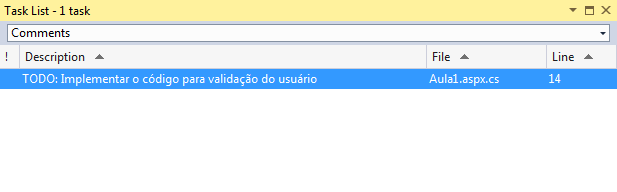 Task List - 1 task
Comments
! Description File Line
TODO: Implementar o código para validação do usuário Aula1.aspx.cs 14